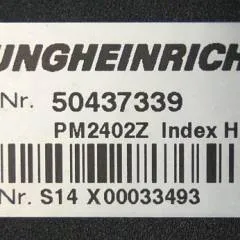 UNGHEINRICH
Nr. 50437339
PM2402Z Index H
Nr. S14 X00033493